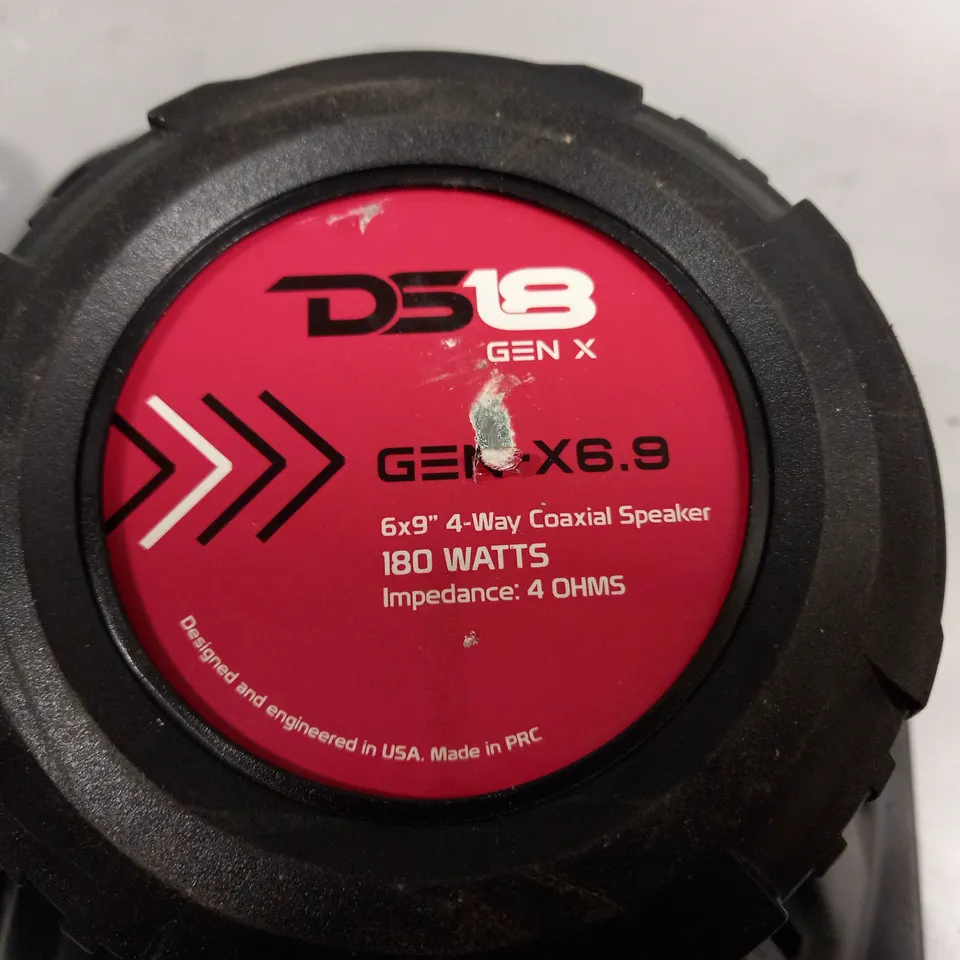 DS18
GEN X
GEN-X6.9
6x9" 4-Way Coaxial Speaker
180 WATTS
Impedance: 4 OHMS
Designed and engineered in USA. Made in PRC